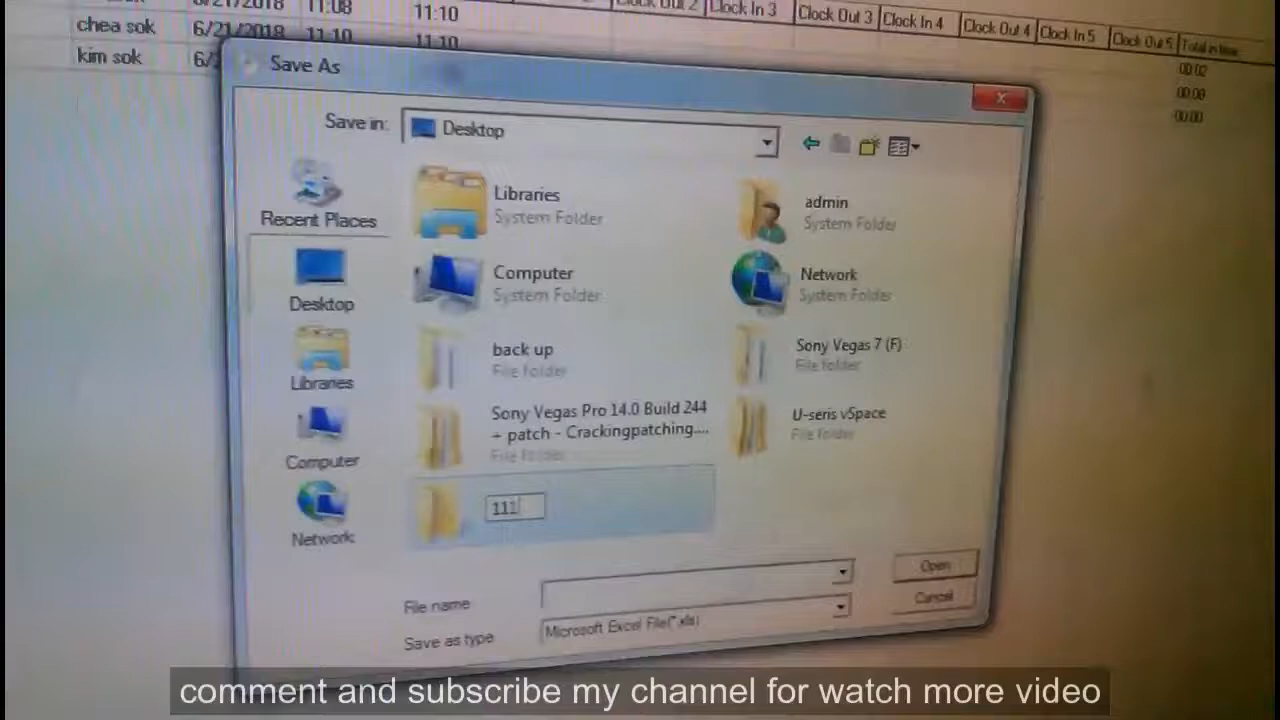 6/21/2018 11:08 11:10 Clock Out 2 Clock In 3 Clock Out 3 Clock In 4 Clock Out 4 Clock In 5 Clock Out 5 Total in time
chea sok 6/21/2018 11:10 11:10 00:02
kim sok 6/2 00:00
00:00
Save As
Save in: Desktop
Recent Places
Desktop
Libraries
Computer
Network
Libraries
System Folder
admin
System Folder
Computer
System Folder
Network
System Folder
back up
File folder
Sony Vegas 7 (F)
File folder
Sony Vegas Pro 14.0 Build 244
+ patch - Crackingpatching....
File folder
U-seris vSpace
File folder
111
File name
Open
Save as type
Microsoft Excel File(*.xls)
Cancel
comment and subscribe my channel for watch more video